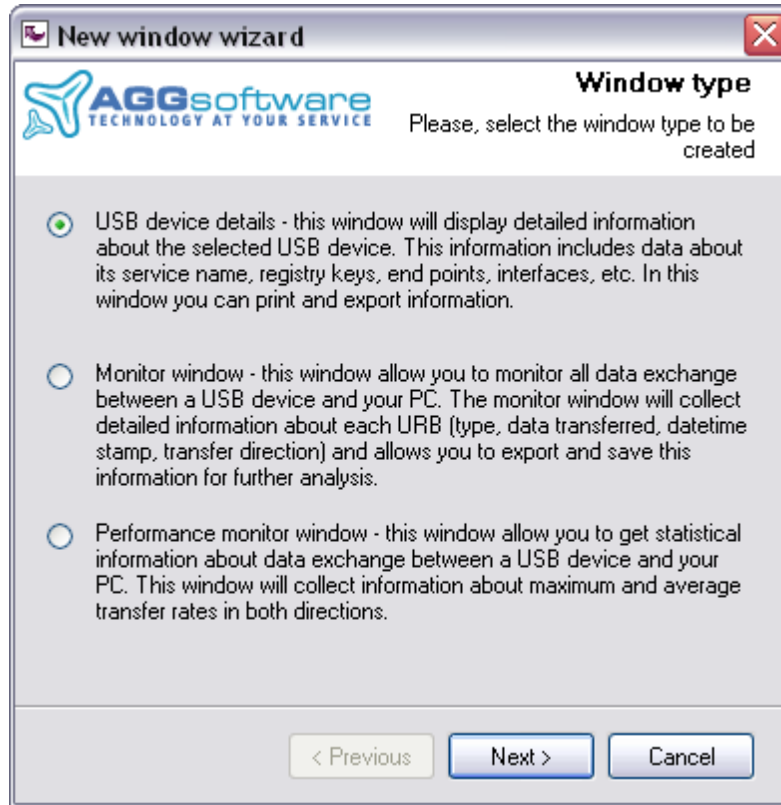 New window wizard
AGGsoftware
TECHNOLOGY AT YOUR SERVICE
Window type
Please, select the window type to be
created
USB device details - this window will display detailed information
about the selected USB device. This information includes data about
its service name, registry keys, end points, interfaces, etc. In this
window you can print and export information.
Monitor window - this window allow you to monitor all data exchange
between a USB device and your PC. The monitor window will collect
detailed information about each URB (type, data transferred, datetime
stamp, transfer direction) and allows you to export and save this
information for further analysis.
Performance monitor window - this window allow you to get statistical
information about data exchange between a USB device and your
PC. This window will collect information about maximum and average
transfer rates in both directions.
< Previous
Next >
Cancel